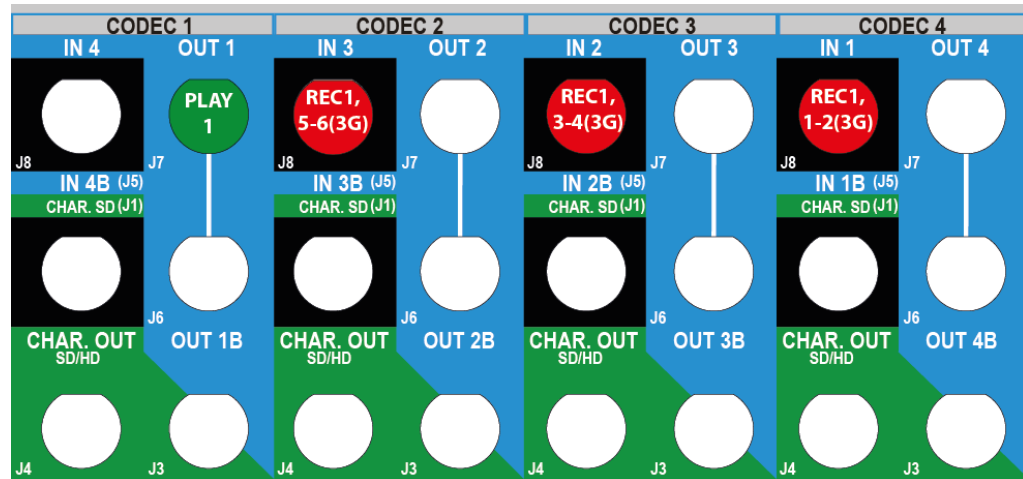 CODEC 1 CODEC 2 CODEC 3 CODEC 4
IN 4 OUT 1 IN 3 OUT 2 IN 2 OUT 3 IN 1 OUT 4
PLAY
1
REC1,
5-6(3G)
REC1,
3-4(3G)
REC1,
1-2(3G)
J8 J7 J8 J7 J8 J7 J8 J7
IN 4B (J5) IN 3B (J5) IN 2B (J5) IN 1B (J5)
CHAR. SD (J1) CHAR. SD (J1) CHAR. SD (J1) CHAR. SD (J1)
J6 J6 J6 J6
CHAR. OUT OUT 1B CHAR. OUT OUT 2B CHAR. OUT OUT 3B CHAR. OUT OUT 4B
SD/HD SD/HD SD/HD SD/HD
J4 J3 J4 J3 J4 J3 J4 J3